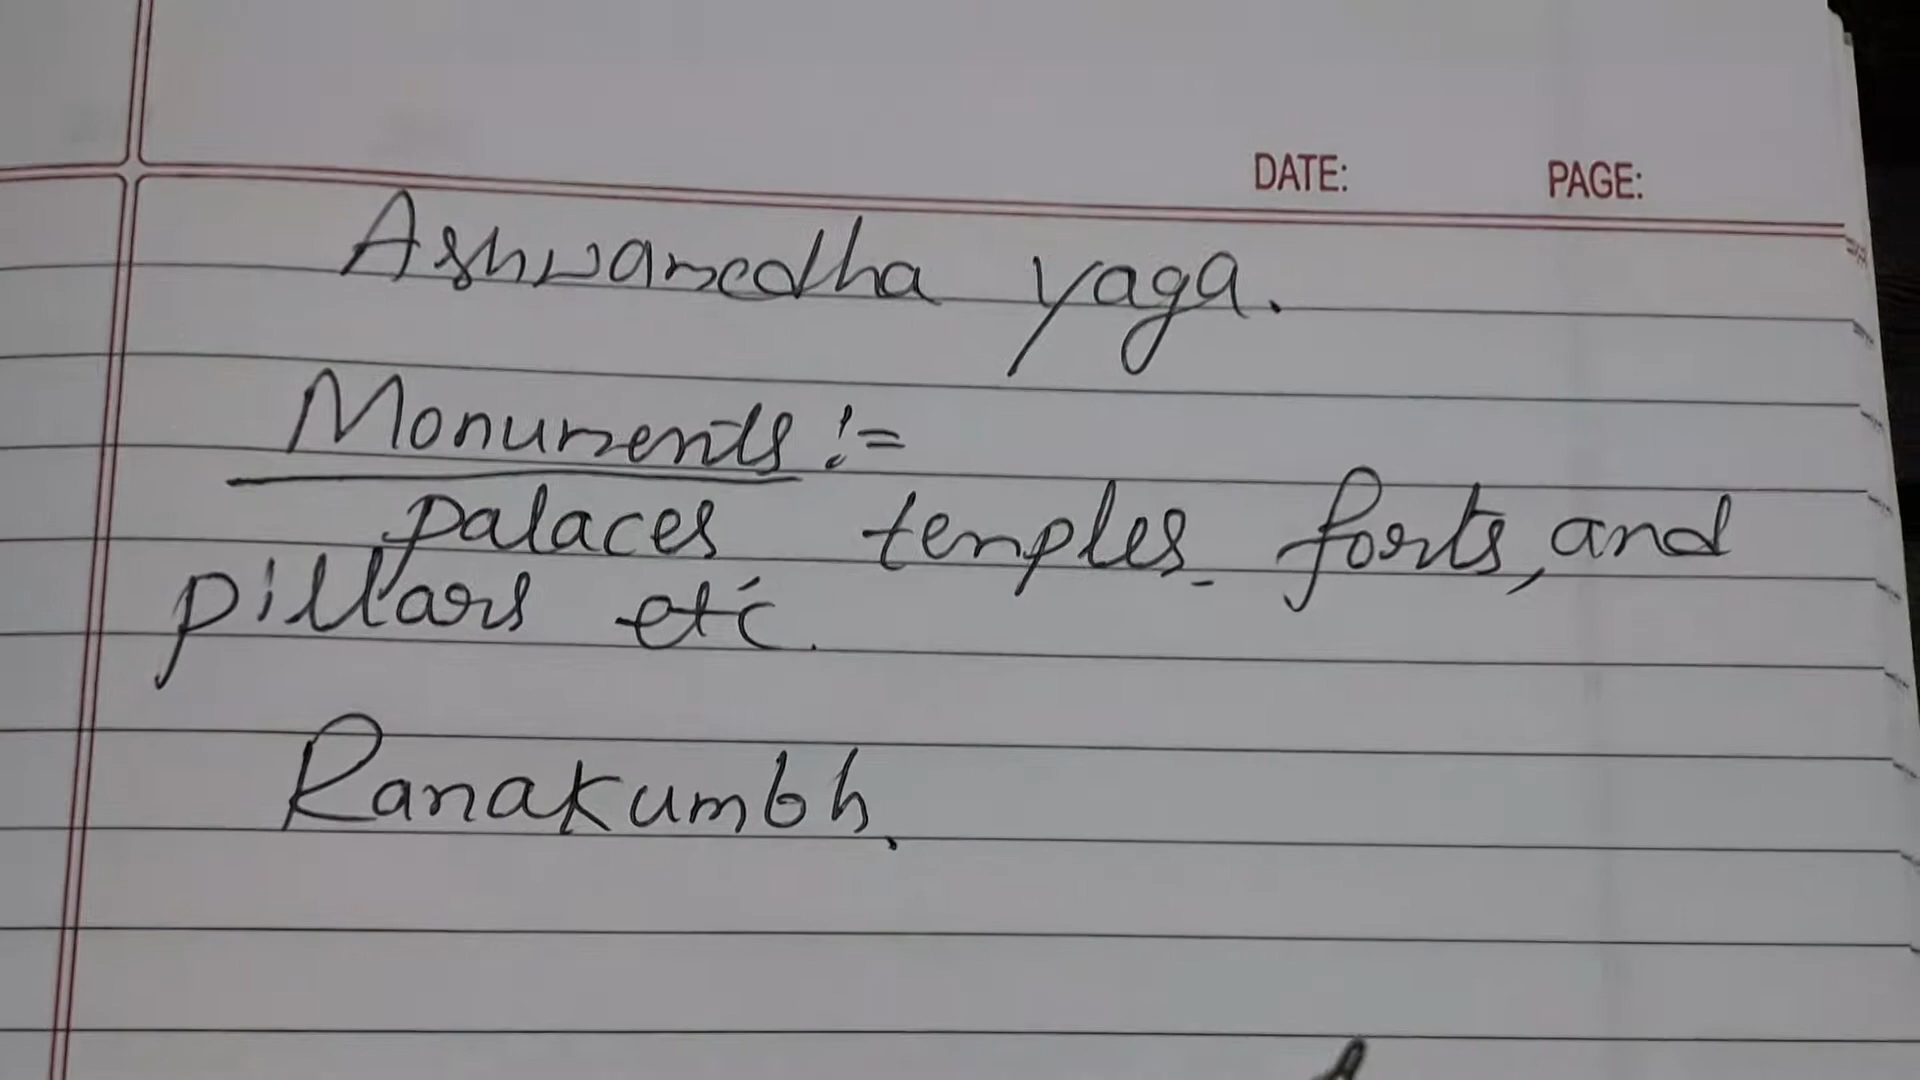 DATE: PAGE:
Ashwamedha yaga.
Monuments :=
palaces temples forts, and
pillars etc.
Ranakumbh.